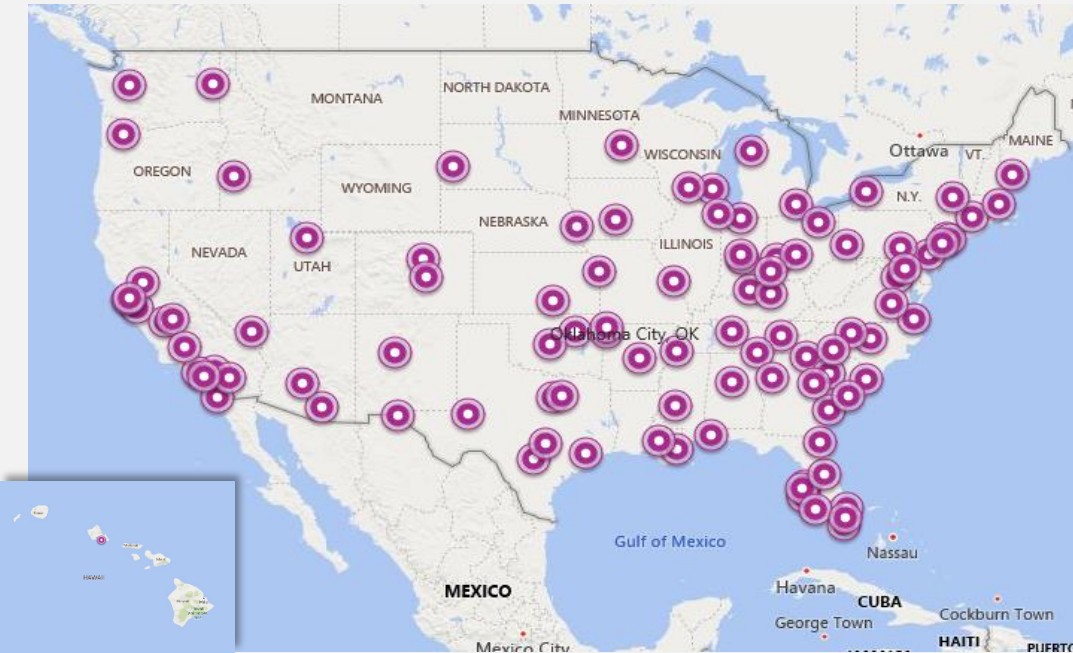 MONTANA
NORTH DAKOTA
MINNESOTA
Ottawa
VT.
MAINE
WISCONSIN
OREGON
WYOMING
N.Y.
NEBRASKA
NEVADA
UTAH
ILLINOIS
Oklahoma City, OK
Gulf of Mexico
Nassau
HAWAII
MEXICO
Havana
CUBA
Cockburn Town
George Town
HAITI
Mexico City